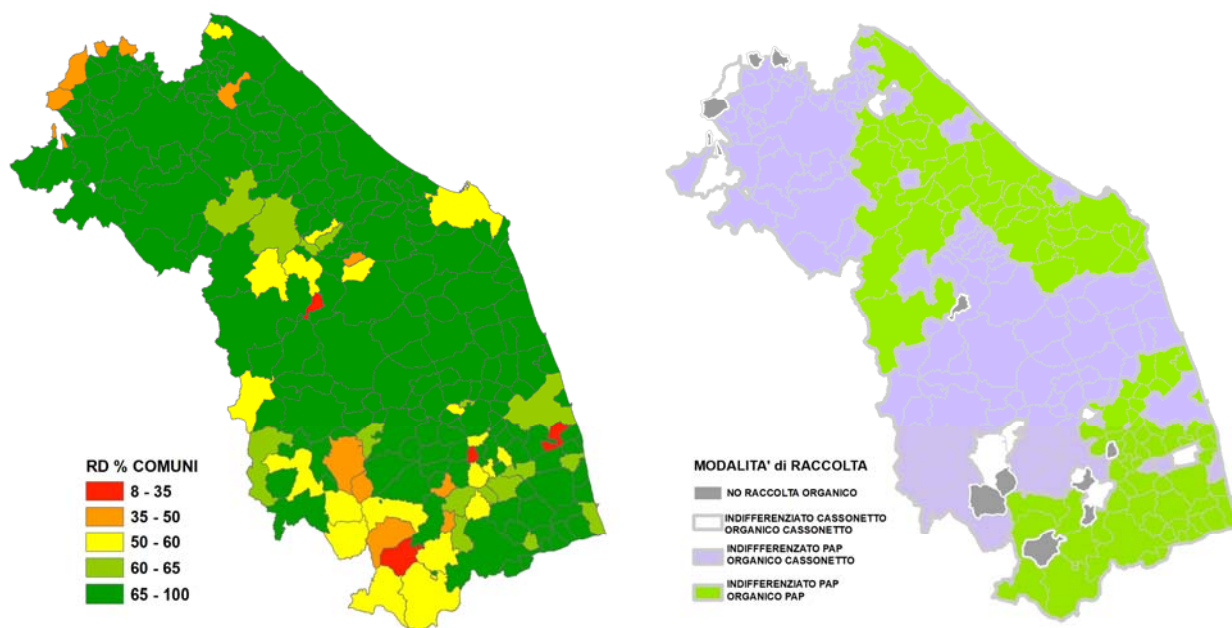 RD % COMUNI
8 - 35
35 - 50
50 - 60
60 - 65
65 - 100
MODALITA' di RACCOLTA
NO RACCOLTA ORGANICO
INDIFFERENZIATO CASSONETTO
ORGANICO CASSONETTO
INDIFFFERENZIATO PAP
ORGANICO CASSONETTO
INDIFFERENZIATO PAP
ORGANICO PAP